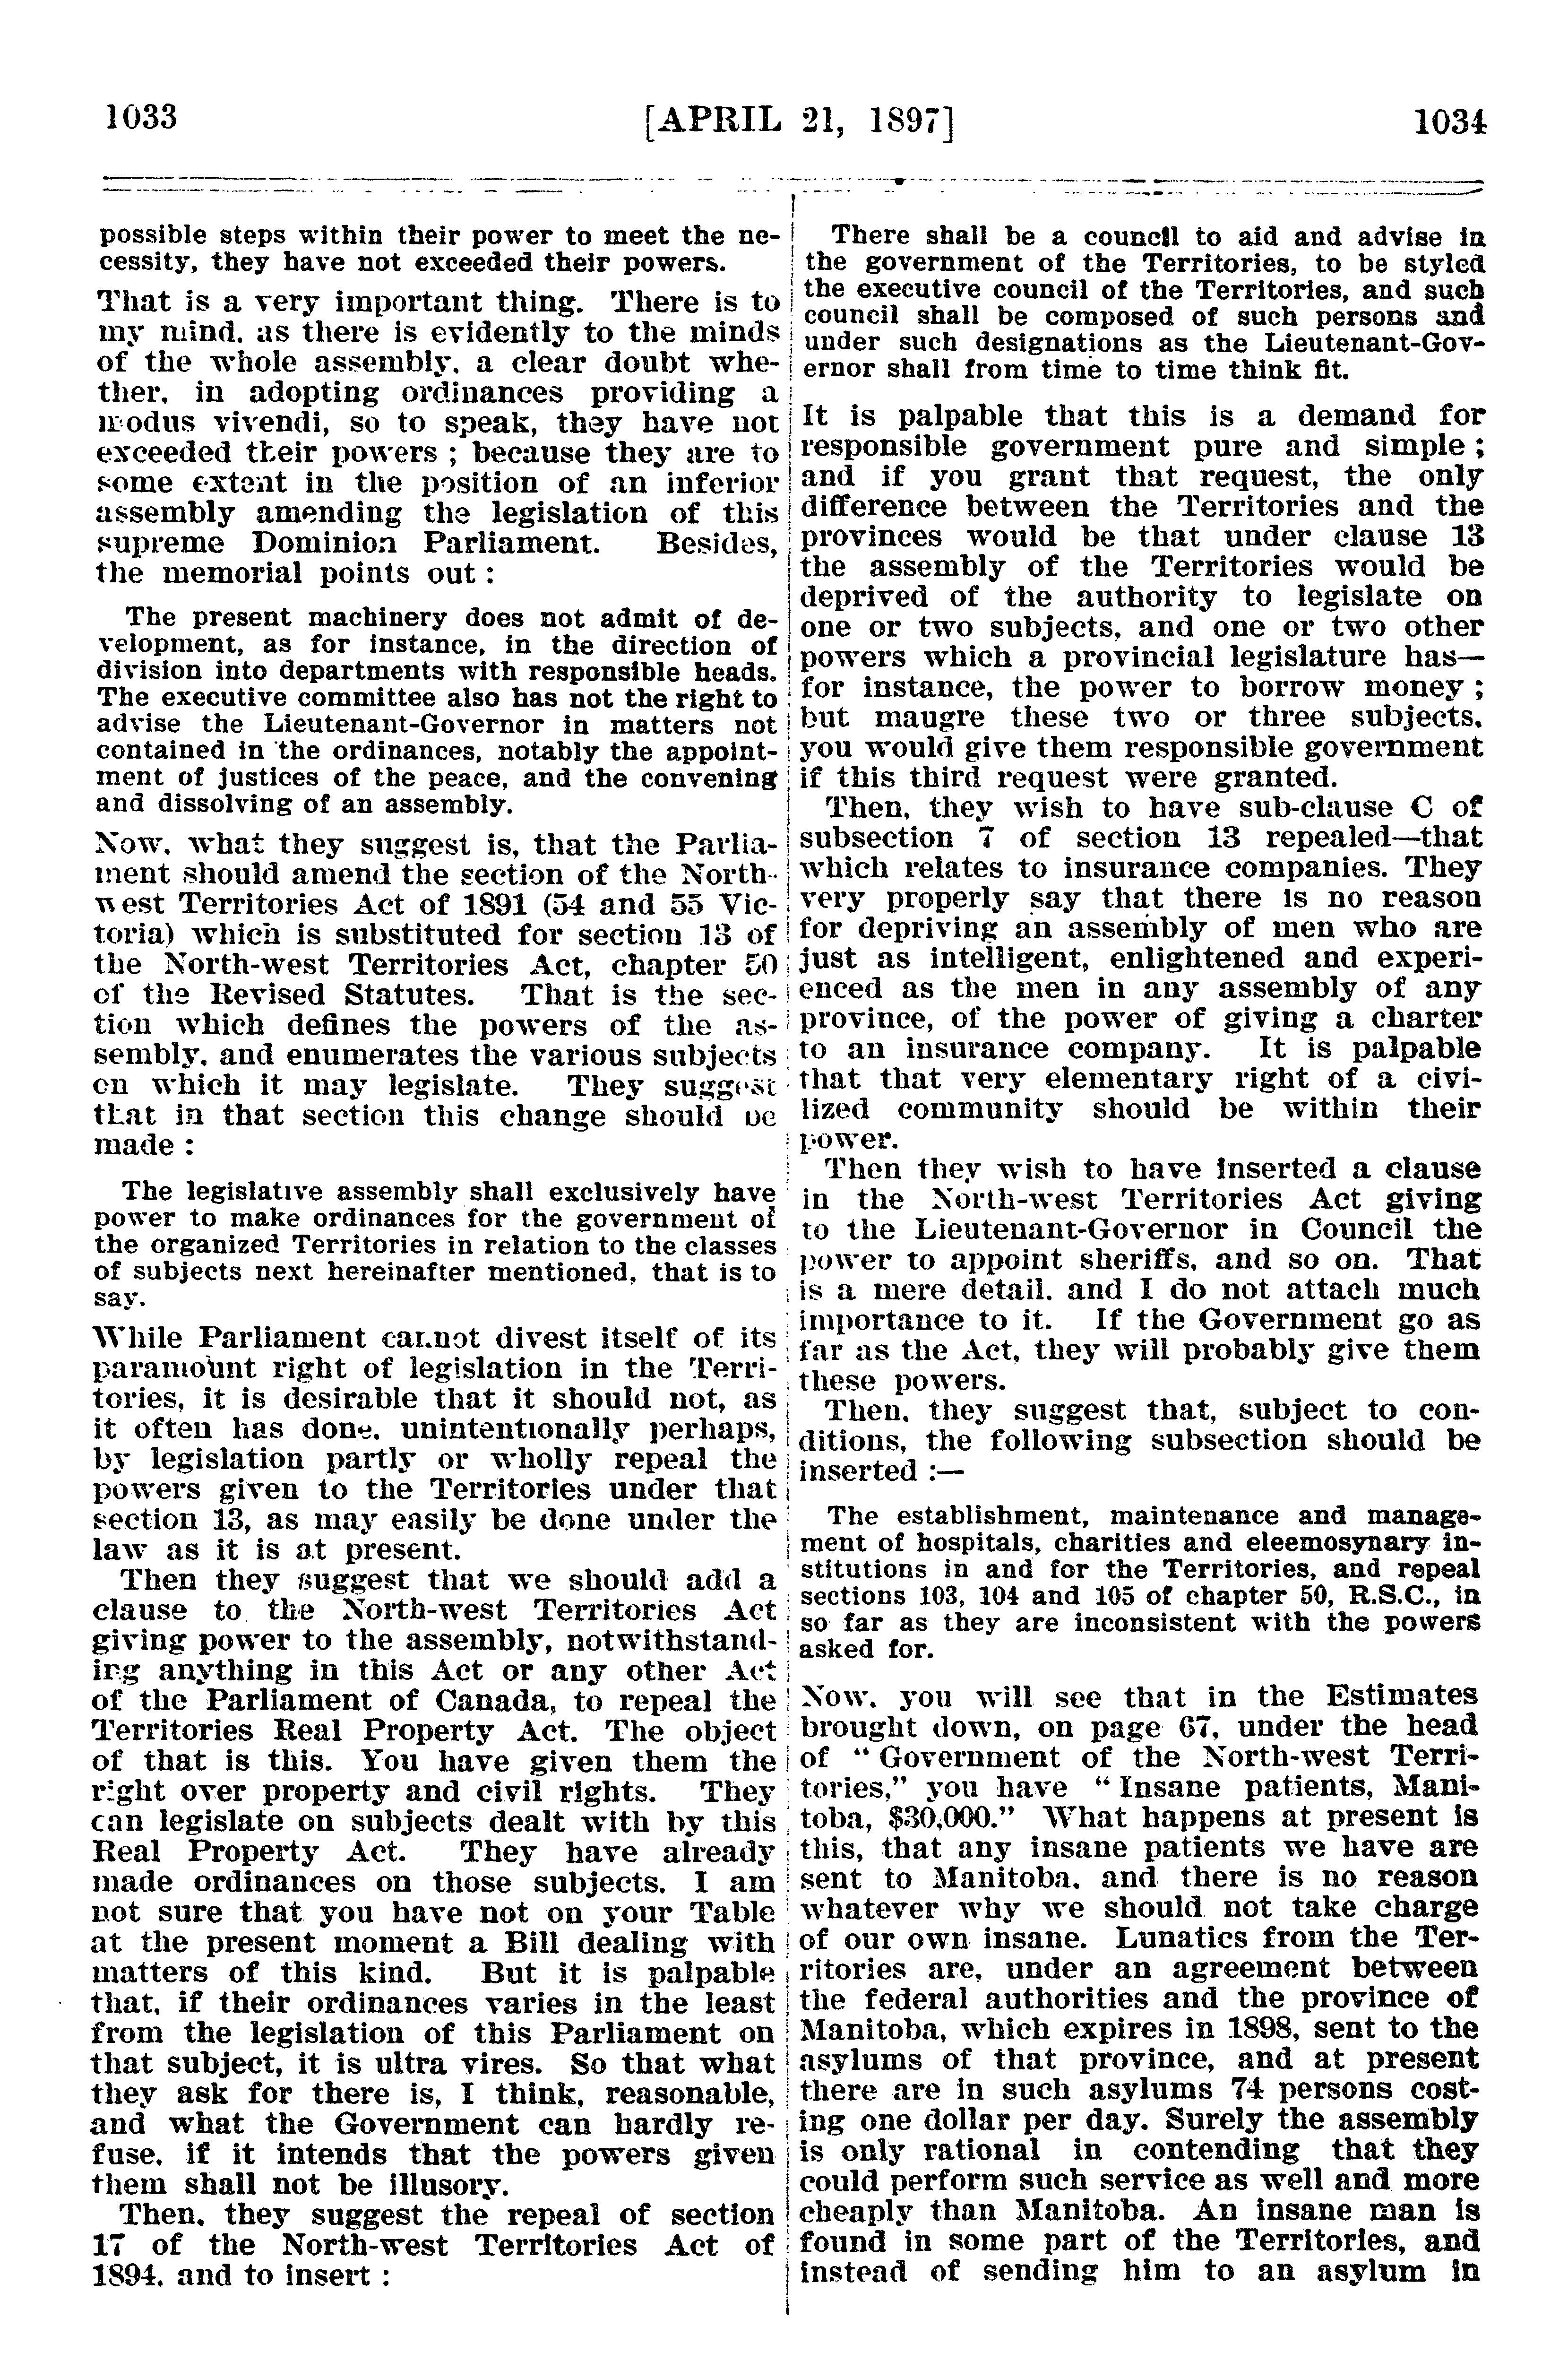 1033
[APRIL 21, 1897]
1034
possible steps within their power to meet the ne-
cessity, they have not exceeded their powers.
That is a very important thing. There is to
my mind, as there is evidently to the minds
of the whole assembly, a clear doubt whe-
ther, in adopting ordinances providing a
modus vivendi, so to speak, they have not
exceeded their powers ; because they are to
some extent in the position of an inferior
assembly amending the legislation of this
supreme Dominion Parliament. Besides,
the memorial points out :
The present machinery does not admit of de-
velopment, as for instance, in the direction of
division into departments with responsible heads.
The executive committee also has not the right to
advise the Lieutenant-Governor in matters not
contained in the ordinances, notably the appoint-
ment of justices of the peace, and the convening
and dissolving of an assembly.
Now, what they suggest is, that the Parlia-
ment should amend the section of the North-
west Territories Act of 1891 (54 and 55 Vic-
toria) which is substituted for section 13 of
the North-west Territories Act, chapter 50
of the Revised Statutes. That is the sec-
tion which defines the powers of the as-
sembly, and enumerates the various subjects
on which it may legislate. They suggest
that in that section this change should be
made :
The legislative assembly shall exclusively have
power to make ordinances for the government of
the organized Territories in relation to the classes
of subjects next hereinafter mentioned, that is to
say.
While Parliament cannot divest itself of its
paramount right of legislation in the Terri-
tories, it is desirable that it should not, as
it often has done, unintentionally perhaps,
by legislation partly or wholly repeal the
powers given to the Territories under that
section 13, as may easily be done under the
law as it is at present.
Then they suggest that we should add a
clause to the North-west Territories Act
giving power to the assembly, notwithstand-
ing anything in this Act or any other Act
of the Parliament of Canada, to repeal the
Territories Real Property Act. The object
of that is this. You have given them the
right over property and civil rights. They
can legislate on subjects dealt with by this
Real Property Act. They have already
made ordinances on those subjects. I am
not sure that you have not on your Table
at the present moment a Bill dealing with
matters of this kind. But it is palpable
that, if their ordinances varies in the least
from the legislation of this Parliament on
that subject, it is ultra vires. So that what
they ask for there is, I think, reasonable,
and what the Government can hardly re-
fuse, if it intends that the powers given
them shall not be illusory.
Then, they suggest the repeal of section
17 of the North-west Territories Act of
1894, and to insert :
There shall be a council to aid and advise in
the government of the Territories, to be styled
the executive council of the Territories, and such
council shall be composed of such persons and
under such designations as the Lieutenant-Gov-
ernor shall from time to time think fit.
It is palpable that this is a demand for
responsible government pure and simple ;
and if you grant that request, the only
difference between the Territories and the
provinces would be that under clause 13
the assembly of the Territories would be
deprived of the authority to legislate on
one or two subjects, and one or two other
powers which a provincial legislature has—
for instance, the power to borrow money ;
but maugre these two or three subjects,
you would give them responsible government
if this third request were granted.
Then, they wish to have sub-clause C of
subsection 7 of section 13 repealed—that
which relates to insurance companies. They
very properly say that there is no reason
for depriving an assembly of men who are
just as intelligent, enlightened and experi-
enced as the men in any assembly of any
province, of the power of giving a charter
to an insurance company. It is palpable
that that very elementary right of a civi-
lized community should be within their
power.
Then they wish to have inserted a clause
in the North-west Territories Act giving
to the Lieutenant-Governor in Council the
power to appoint sheriffs, and so on. That
is a mere detail, and I do not attach much
importance to it. If the Government go as
far as the Act, they will probably give them
these powers.
Then, they suggest that, subject to con-
ditions, the following subsection should be
inserted :—
The establishment, maintenance and manage-
ment of hospitals, charities and eleemosynary in-
stitutions in and for the Territories, and repeal
sections 103, 104 and 105 of chapter 50, R.S.C., in
so far as they are inconsistent with the powers
asked for.
Now, you will see that in the Estimates
brought down, on page 67, under the head
of " Government of the North-west Terri-
tories," you have " Insane patients, Mani-
toba, $30,000." What happens at present is
this, that any insane patients we have are
sent to Manitoba, and there is no reason
whatever why we should not take charge
of our own insane. Lunatics from the Ter-
ritories are, under an agreement between
the federal authorities and the province of
Manitoba, which expires in 1898, sent to the
asylums of that province, and at present
there are in such asylums 74 persons cost-
ing one dollar per day. Surely the assembly
is only rational in contending that they
could perform such service as well and more
cheaply than Manitoba. An insane man is
found in some part of the Territories, and
instead of sending him to an asylum in